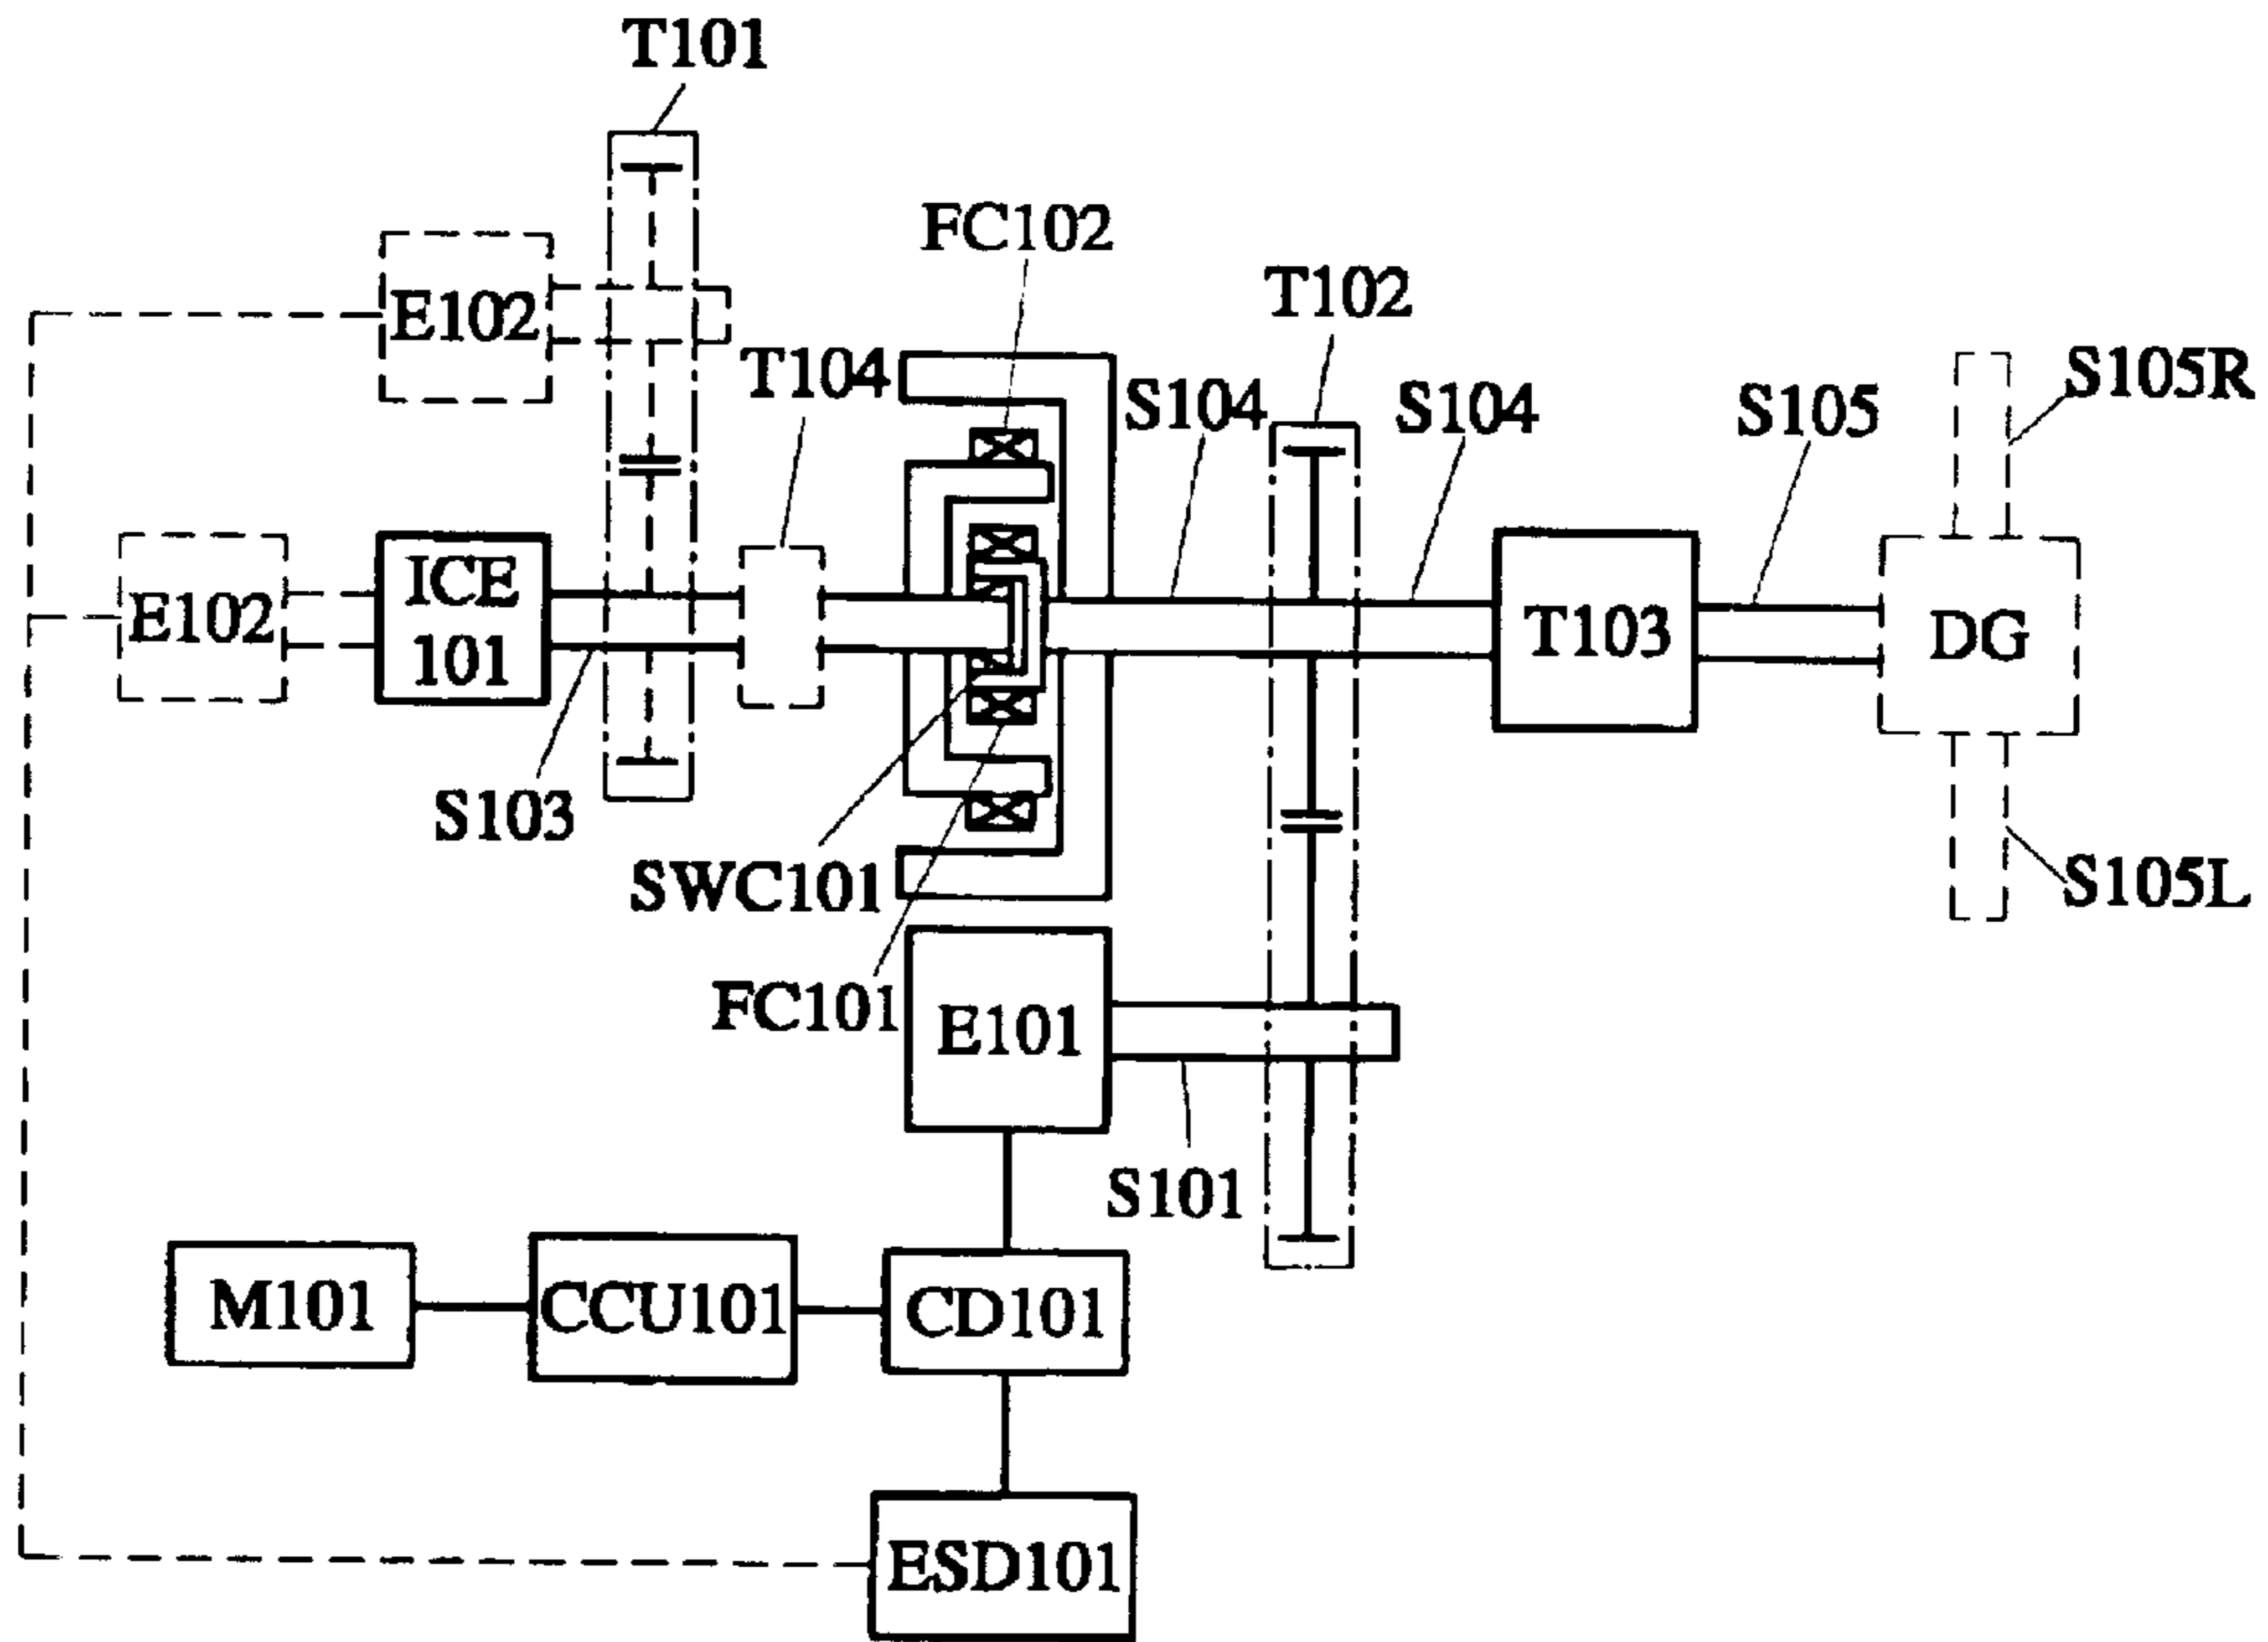 T101
FC102
E102
T102
T104
S104
S104
S105
S105R
E102
ICE
101
T103
DG
S103
SWC101
S105L
FC101
E101
S101
M101
CCU101
CD101
ESD101